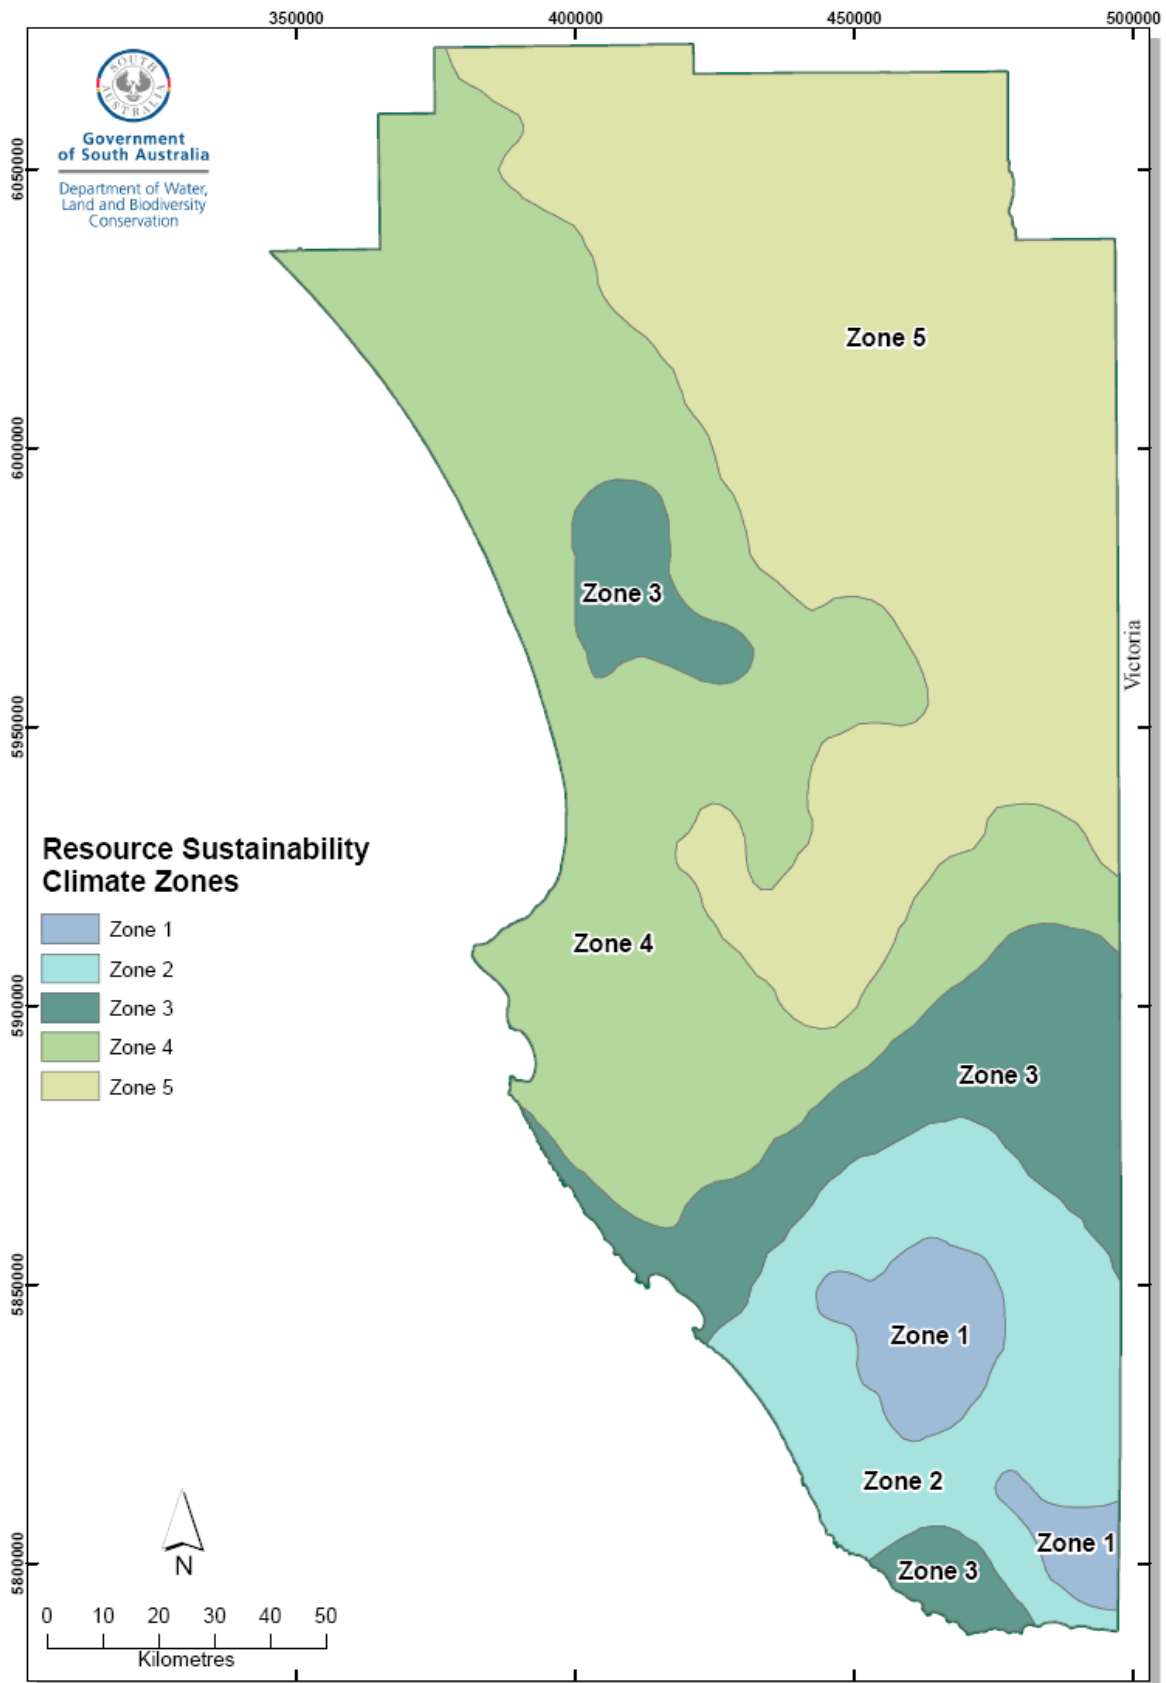 350000
400000
450000
500000
SOUTH
AUSTRALIA
Government
of South Australia
Department of Water,
Land and Biodiversity
Conservation
6050000
6000000
5950000
5900000
5850000
5800000
Zone 5
Zone 3
Victoria
Zone 4
Zone 3
Zone 1
Zone 2
Zone 1
Zone 3
Resource Sustainability
Climate Zones
Zone 1
Zone 2
Zone 3
Zone 4
Zone 5
N
0 10 20 30 40 50
Kilometres